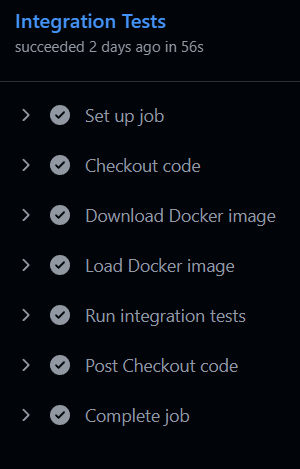 Integration Tests
succeeded 2 days ago in 56s
Set up job
Checkout code
Download Docker image
Load Docker image
Run integration tests
Post Checkout code
Complete job